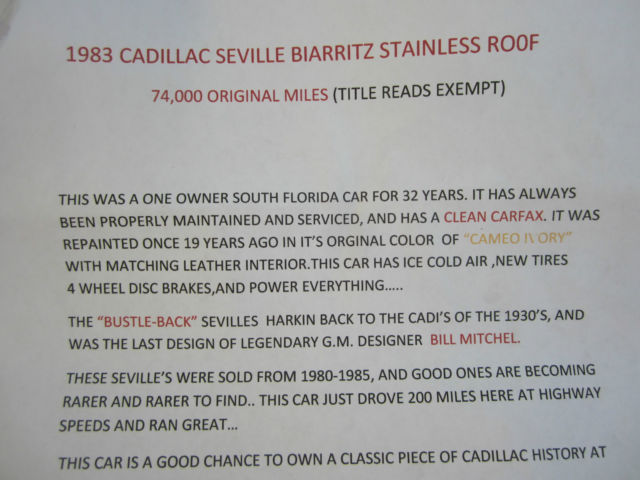 1983 CADILLAC SEVILLE BIARRITZ STAINLESS ROOF
74,000 ORIGINAL MILES (TITLE READS EXEMPT)
THIS WAS A ONE OWNER SOUTH FLORIDA CAR FOR 32 YEARS. IT HAS ALWAYS
BEEN PROPERLY MAINTAINED AND SERVICED, AND HAS A CLEAN CARFAX. IT WAS
REPAINTED ONCE 19 YEARS AGO IN IT'S ORGINAL COLOR OF "CAMEO I\ ORY"
WITH MATCHING LEATHER INTERIOR.THIS CAR HAS ICE COLD AIR ,NEW TIRES
4 WHEEL DISC BRAKES,AND POWER EVERYTHING.....
THE "BUSTLE-BACK" SEVILLES HARKIN BACK TO THE CADI'S OF THE 1930'S, AND
WAS THE LAST DESIGN OF LEGENDARY G.M. DESIGNER BILL MITCHEL.
THESE SEVILLE'S WERE SOLD FROM 1980-1985, AND GOOD ONES ARE BECOMING
RARER AND RARER TO FIND.. THIS CAR JUST DROVE 200 MILES HERE AT HIGHWAY
SPEEDS AND RAN GREAT...
THIS CAR IS A GOOD CHANCE TO OWN A CLASSIC PIECE OF CADILLAC HISTORY AT